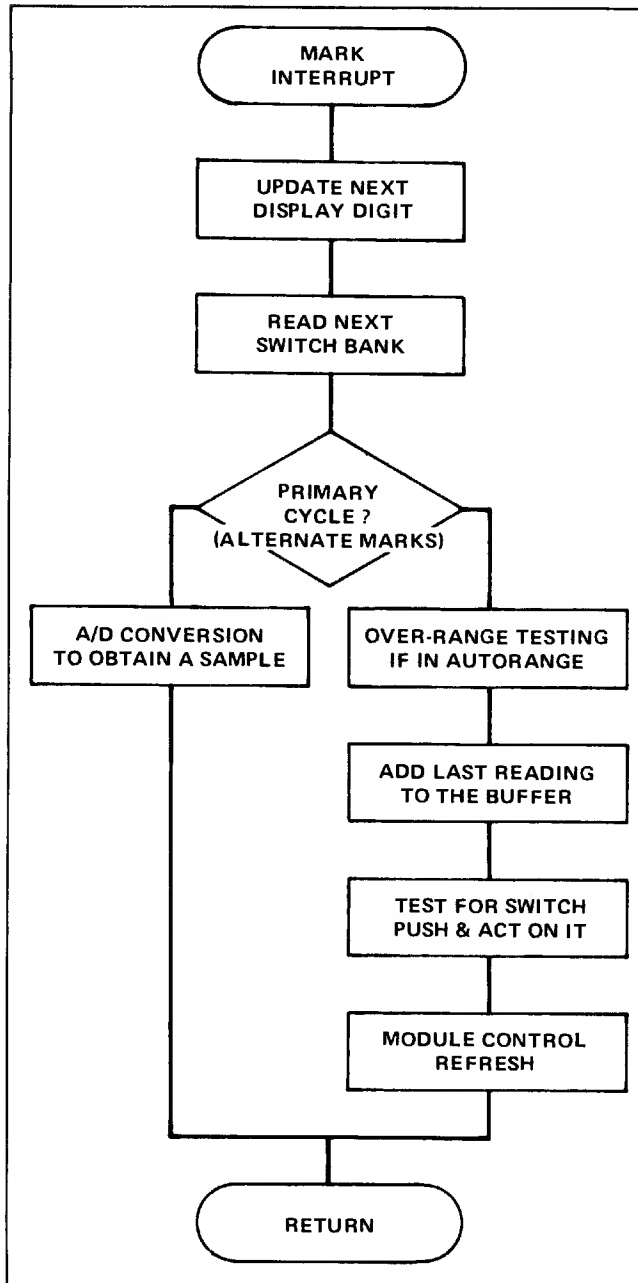 MARK
INTERRUPT
UPDATE NEXT
DISPLAY DIGIT
READ NEXT
SWITCH BANK
PRIMARY
CYCLE ?
(ALTERNATE MARKS)
A/D CONVERSION
TO OBTAIN A SAMPLE
OVER-RANGE TESTING
IF IN AUTORANGE
ADD LAST READING
TO THE BUFFER
TEST FOR SWITCH
PUSH & ACT ON IT
MODULE CONTROL
REFRESH
RETURN